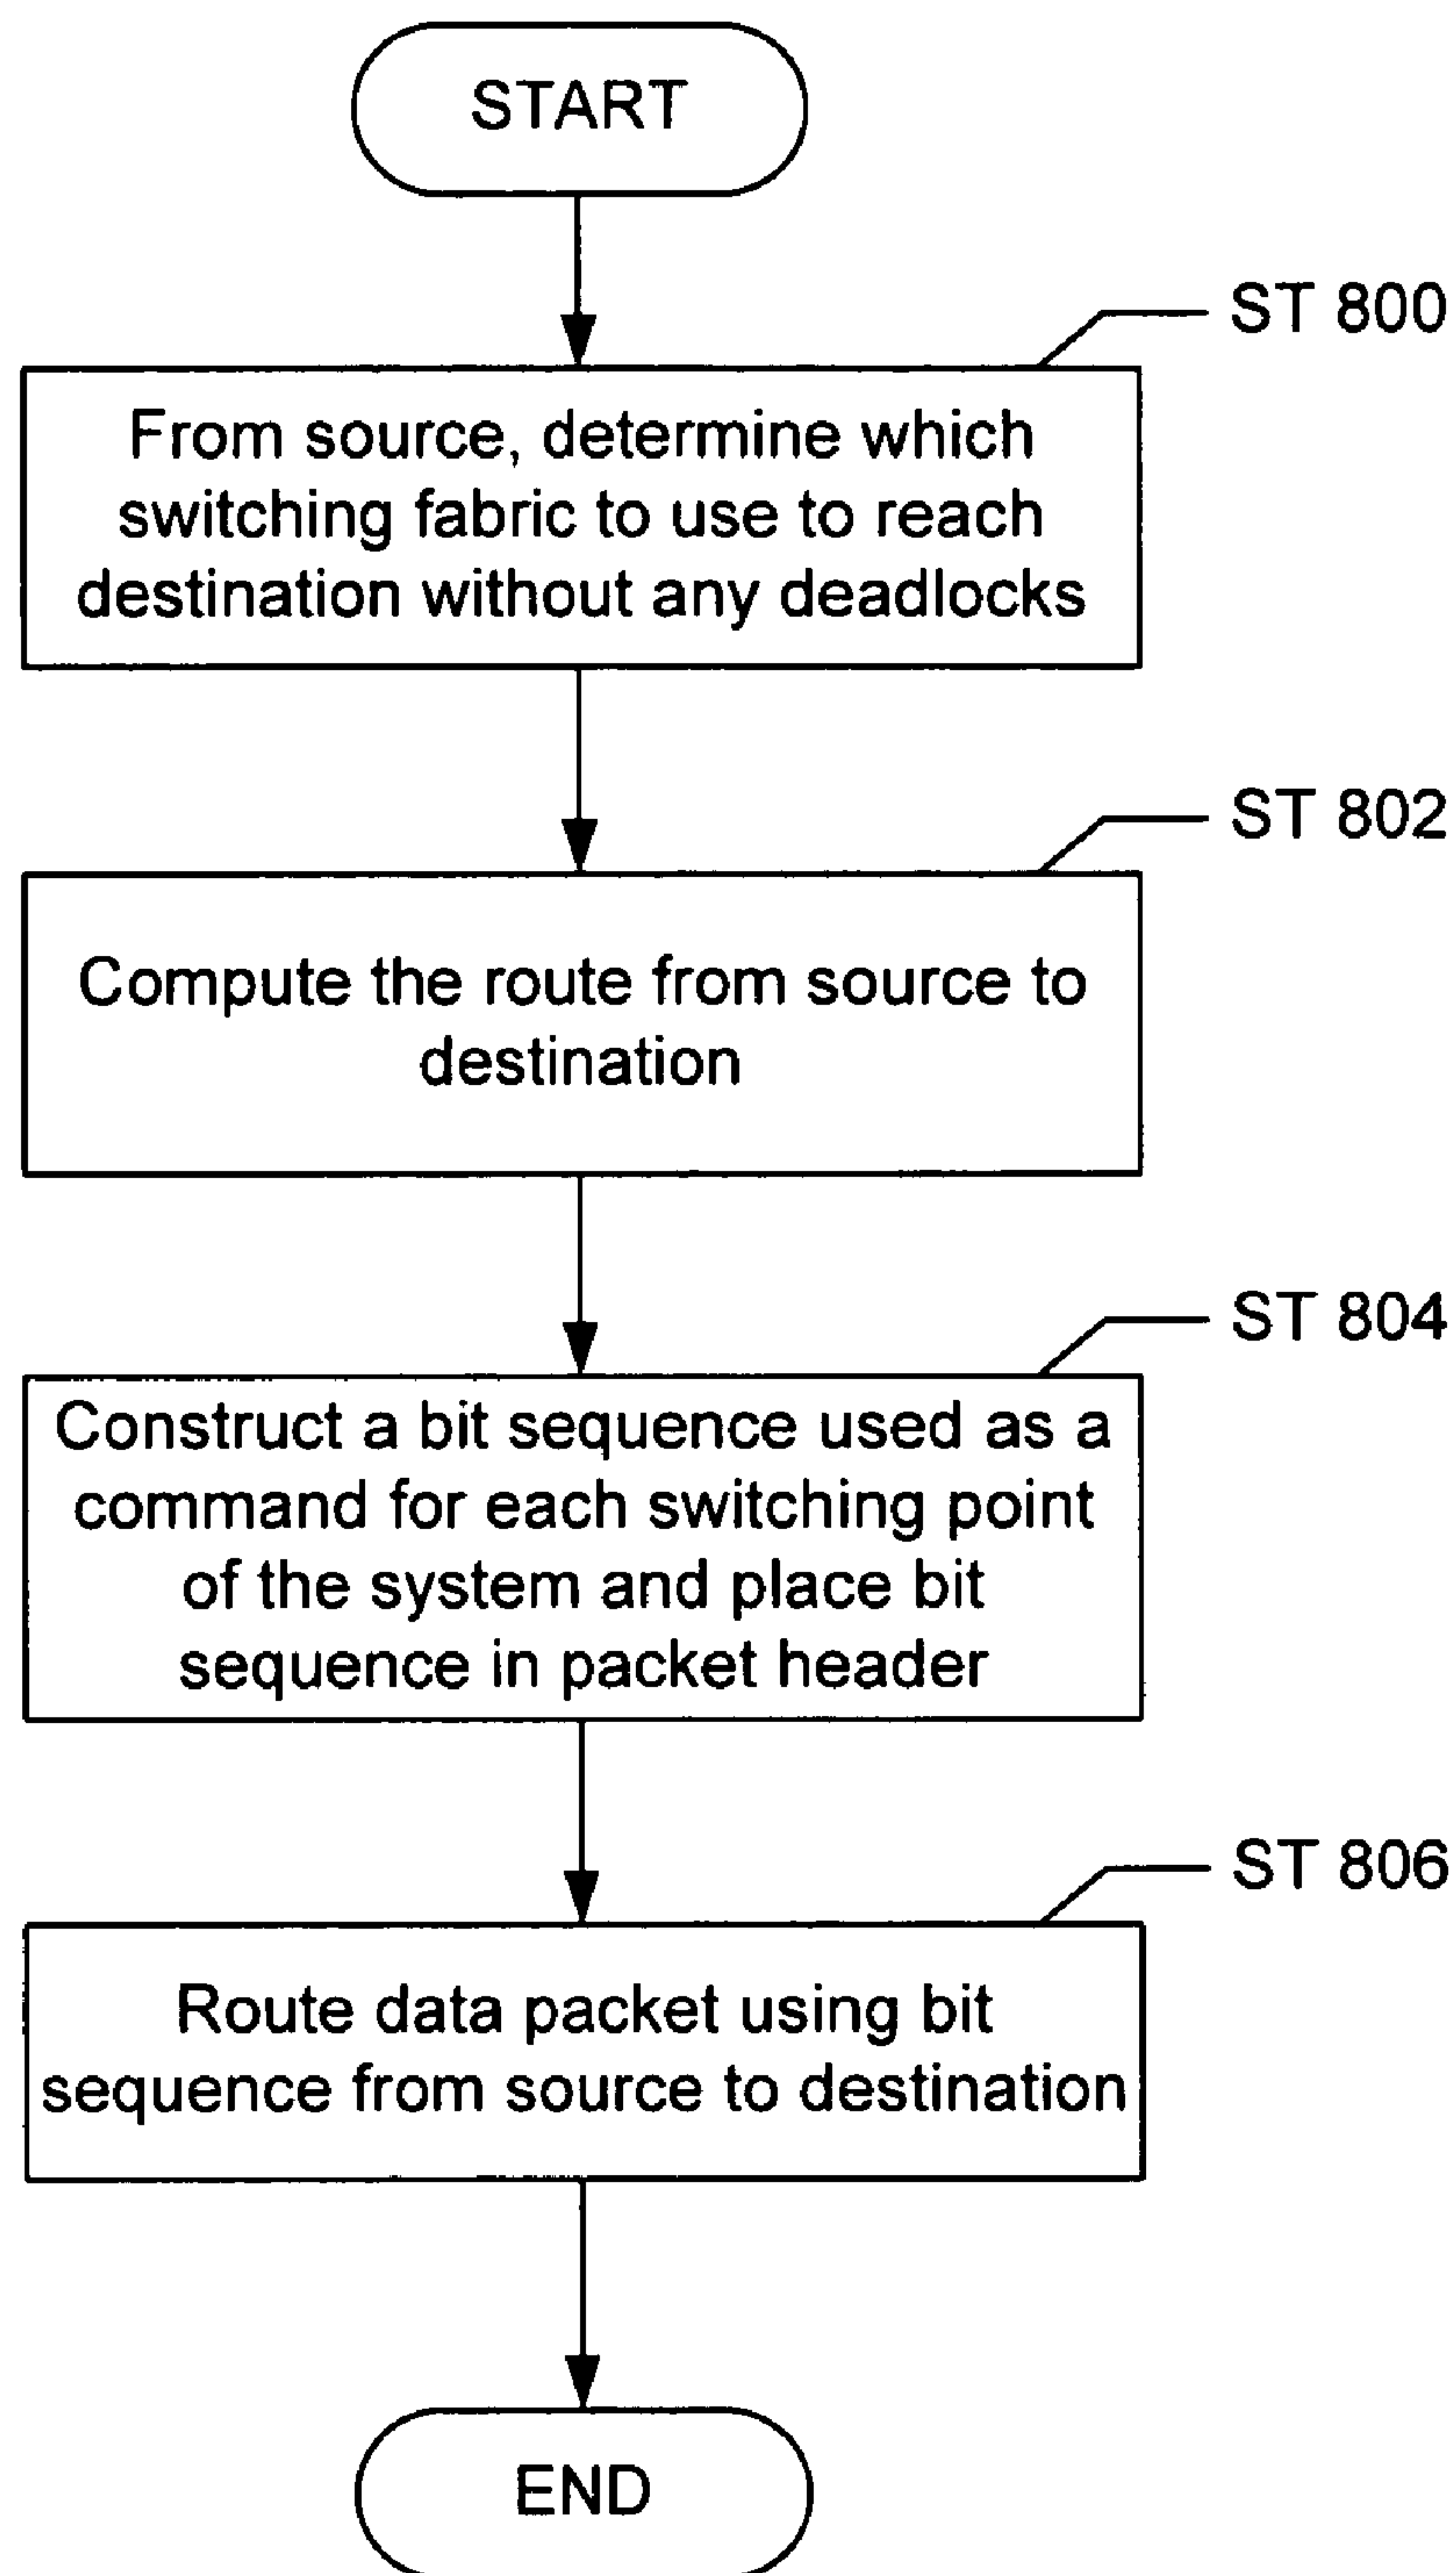 START
ST 800
From source, determine which
switching fabric to use to reach
destination without any deadlocks
ST 802
Compute the route from source to
destination
ST 804
Construct a bit sequence used as a
command for each switching point
of the system and place bit
sequence in packet header
ST 806
Route data packet using bit
sequence from source to destination
END